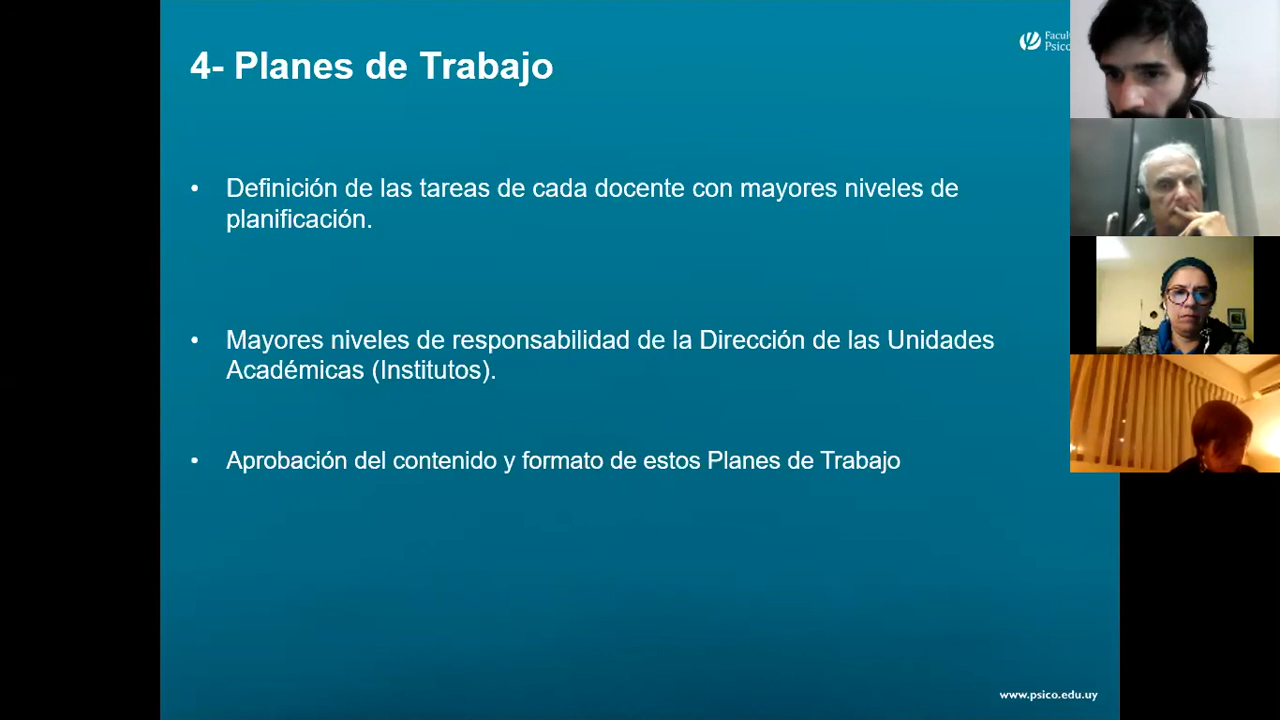 4- Planes de Trabajo
• Definición de las tareas de cada docente con mayores niveles de
planificación.
• Mayores niveles de responsabilidad de la Dirección de las Unidades
Académicas (Institutos).
• Aprobación del contenido y formato de estos Planes de Trabajo
www.psico.edu.uy